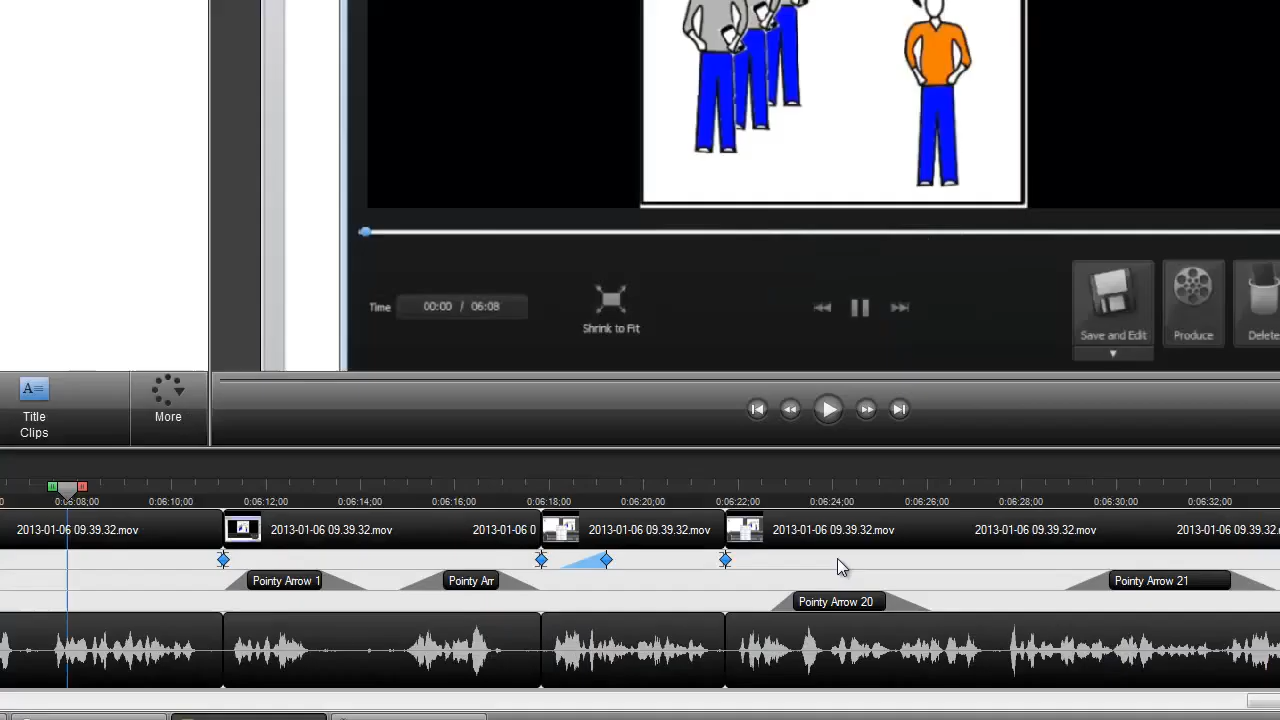 Time 00:00 / 06:08
Shrink to Fit
Save and Edit
Produce
Delete
Title
Clips
More
0:06:08;00 0:06:10;00 0:06:12;00 0:06:14;00 0:06:16;00 0:06:18;00 0:06:20;00 0:06:22;00 0:06:24;00 0:06:26;00 0:06:28;00 0:06:30;00 0:06:32;00
2013-01-06 09.39.32.mov 2013-01-06 09.39.32.mov 2013-01-06 0 2013-01-06 09.39.32.mov 2013-01-06 09.39.32.mov 2013-01-06 09.39.32.mov 2013-01-06 09.39.32
Pointy Arrow 1 Pointy Arr Pointy Arrow 21
Pointy Arrow 20